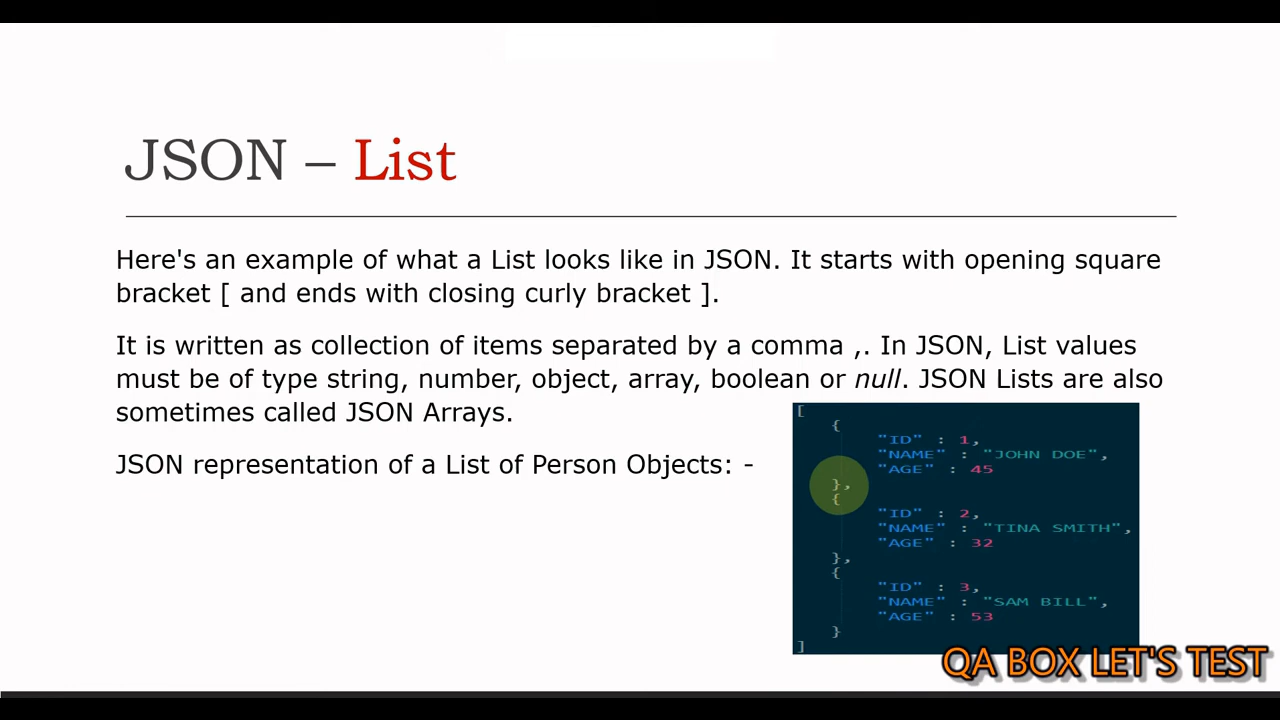 JSON – List
Here's an example of what a List looks like in JSON. It starts with opening square
bracket [ and ends with closing curly bracket ].
It is written as collection of items separated by a comma ,. In JSON, List values
must be of type string, number, object, array, boolean or null. JSON Lists are also
sometimes called JSON Arrays.
JSON representation of a List of Person Objects: -
[
{
"ID" : 1,
"NAME" : "JOHN DOE",
"AGE" : 45
},
{
"ID" : 2,
"NAME" : "TINA SMITH",
"AGE" : 32
},
{
"ID" : 3,
"NAME" : "SAM BILL",
"AGE" : 53
}
]
QA BOX LET'S TEST